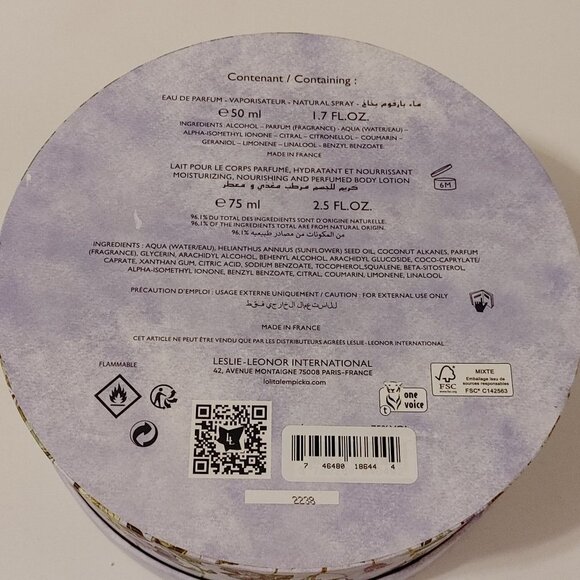 Contenant / Containing :
EAU DE PARFUM - VAPORISATEUR - NATURAL SPRAY - ماء بارفوم بخاخ
℮ 50 ml 1.7 FL.OZ.
INGREDIENTS: ALCOHOL – PARFUM (FRAGRANCE) - AQUA (WATER/EAU) –
ALPHA-ISOMETHYL IONONE – CITRAL – CITRONELLOL – COUMARIN –
GERANIOL – LIMONENE – LINALOOL - BENZYL BENZOATE.
MADE IN FRANCE
LAIT POUR LE CORPS PARFUMÉ, HYDRATANT ET NOURRISSANT
MOISTURIZING, NOURISHING AND PERFUMED BODY LOTION
كريم للجسم مرطب مغذي و معطر
6M
℮ 75 ml 2.5 FL.OZ.
96.1% DU TOTAL DES INGRÉDIENTS SONT D'ORIGINE NATURELLE.
96.1% OF THE TOTAL INGREDIENTS ARE FROM NATURAL ORIGIN.
96.1% من المكونات من مصادر طبيعية
INGREDIENTS : AQUA (WATER/EAU), HELIANTHUS ANNUUS (SUNFLOWER) SEED OIL, COCONUT ALKANES, PARFUM
(FRAGRANCE), GLYCERIN, ARACHIDYL ALCOHOL, BEHENYL ALCOHOL, ARACHIDYL GLUCOSIDE, COCO-CAPRYLATE/
CAPRATE, XANTHAN GUM, CITRIC ACID, SODIUM BENZOATE, TOCOPHEROL,SQUALENE, BETA-SITOSTEROL,
ALPHA-ISOMETHYL IONONE, BENZYL BENZOATE, CITRAL, COUMARIN, LIMONENE, LINALOOL
PRÉCAUTION D'EMPLOI : USAGE EXTERNE UNIQUEMENT / CAUTION : FOR EXTERNAL USE ONLY
للاستعمال الخارجي فقط
MADE IN FRANCE
CET ARTICLE NE PEUT ÊTRE VENDU QUE PAR LES DISTRIBUTEURS AGRÉÉS LESLIE-LEONOR INTERNATIONAL
LESLIE-LEONOR INTERNATIONAL
42, AVENUE MONTAIGNE 75008 PARIS-FRANCE
lolitalempicka.com
FLAMMABLE
one
voice
t
FSC
MIXTE
Emballage issu de
sources responsables
FSC® C142563
7 46480 18644 4
2238